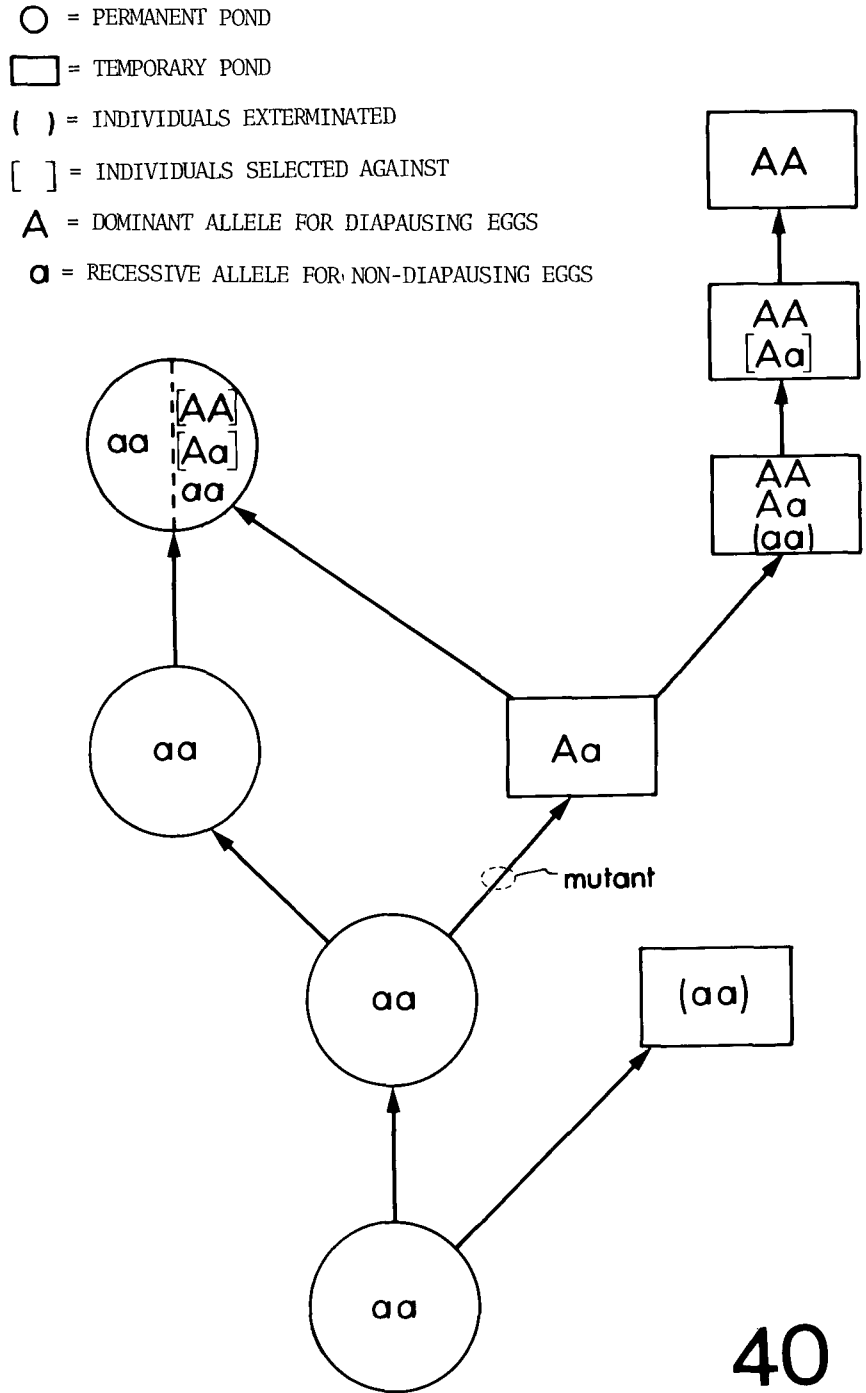 = PERMANENT POND
= TEMPORARY POND
( ) = INDIVIDUALS EXTERMINATED
[ ] = INDIVIDUALS SELECTED AGAINST
A = DOMINANT ALLELE FOR DIAPAUSING EGGS
a = RECESSIVE ALLELE FOR NON-DIAPAUSING EGGS
AA
AA
[Aa]
AA
Aa
(aa)
aa
[AA]
[Aa]
aa
aa
Aa
mutant
aa
(aa)
aa
40